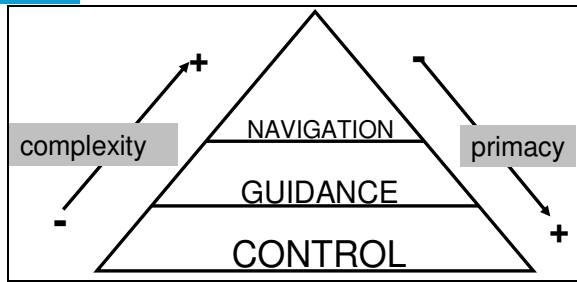 +
-
NAVIGATION
complexity
primacy
GUIDANCE
-
+
CONTROL